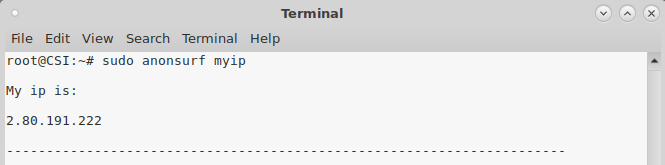 Terminal
File Edit View Search Terminal Help
root@CSI:~# sudo anonsurf myip
My ip is:
2.80.191.222
----------------------------------------------------------------------